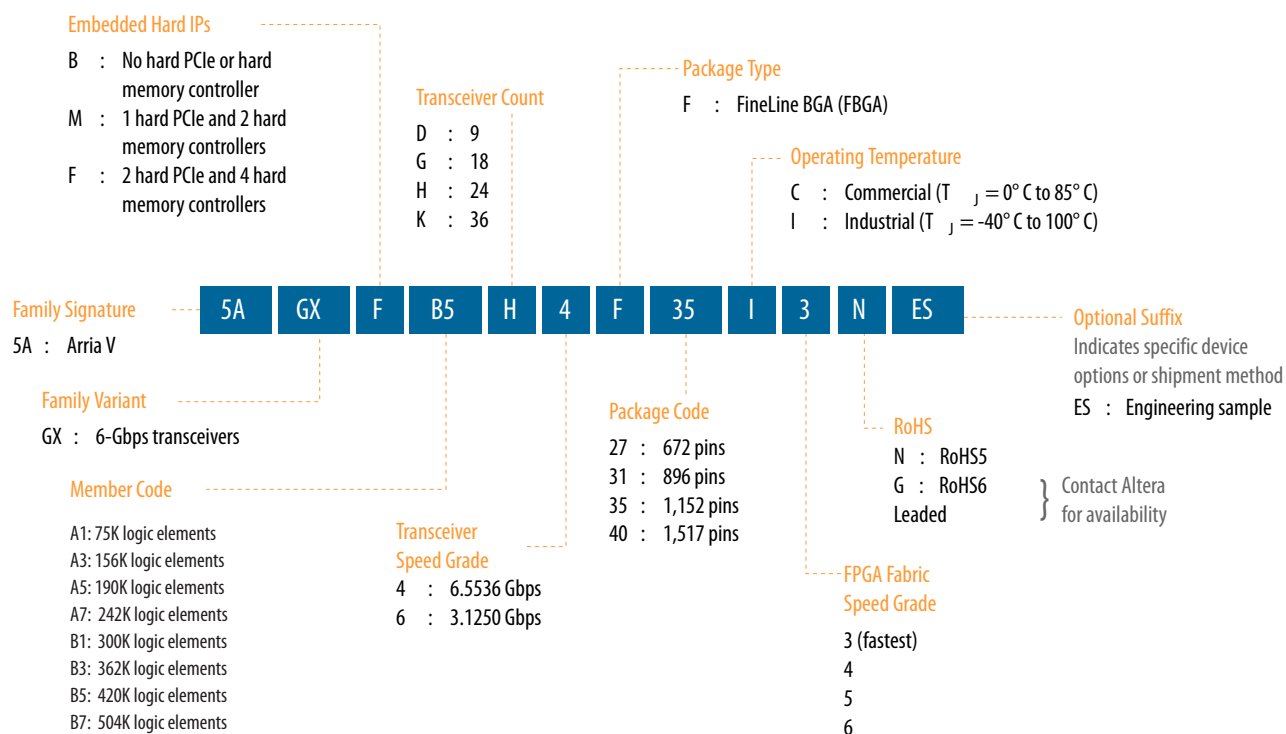 Embedded Hard IPs
B : No hard PCIe or hard
memory controller
M : 1 hard PCIe and 2 hard
memory controllers
F : 2 hard PCIe and 4 hard
memory controllers
Transceiver Count
D : 9
G : 18
H : 24
K : 36
Package Type
F : FineLine BGA (FBGA)
Operating Temperature
C : Commercial (T J = 0° C to 85° C)
I : Industrial (T J = -40° C to 100° C)
Family Signature
5A : Arria V
5A GX F B5 H 4 F 35 I 3 N ES
Optional Suffix
Indicates specific device
options or shipment method
ES : Engineering sample
Family Variant
GX : 6-Gbps transceivers
Member Code
A1: 75K logic elements
A3: 156K logic elements
A5: 190K logic elements
A7: 242K logic elements
B1: 300K logic elements
B3: 362K logic elements
B5: 420K logic elements
B7: 504K logic elements
Transceiver
Speed Grade
4 : 6.5536 Gbps
6 : 3.1250 Gbps
Package Code
27 : 672 pins
31 : 896 pins
35 : 1,152 pins
40 : 1,517 pins
RoHS
N : RoHS5
G : RoHS6
Leaded
} Contact Altera
for availability
FPGA Fabric
Speed Grade
3 (fastest)
4
5
6